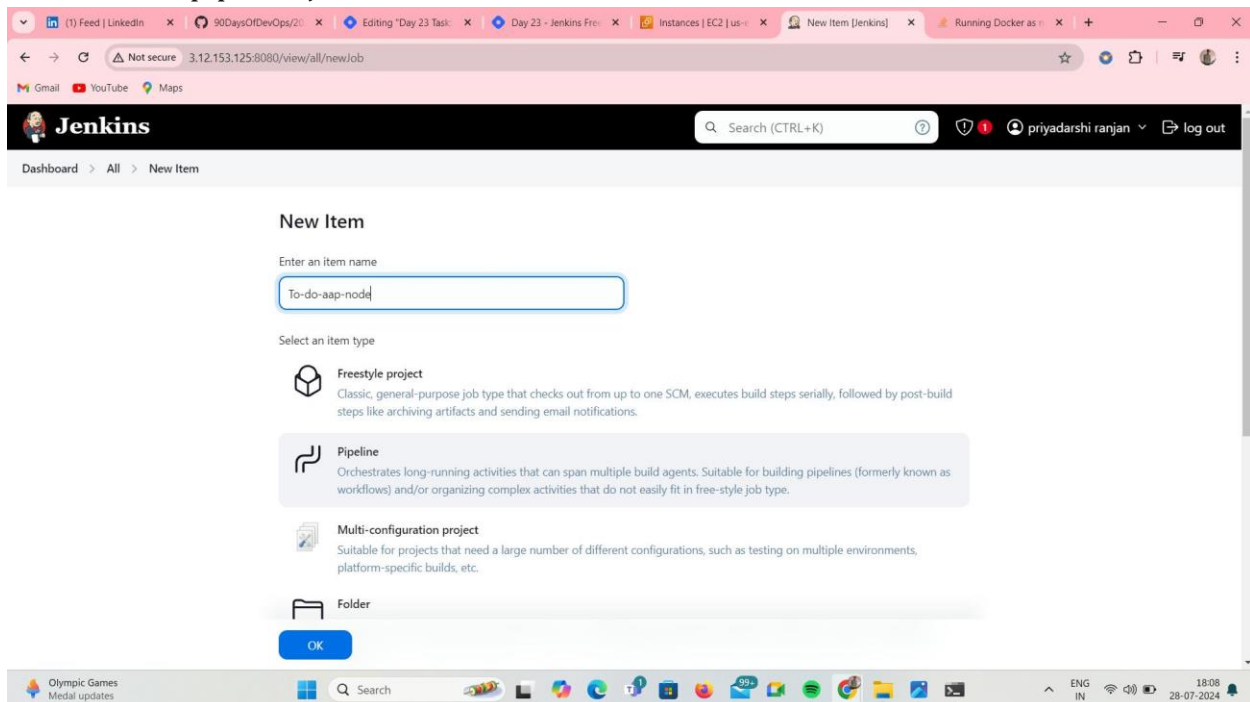 (1) Feed | LinkedIn
90DaysOfDevOps/20
Editing "Day 23 Task:
Day 23 - Jenkins Free
Instances | EC2 | us-e
New Item [Jenkins]
Running Docker as n
Not secure 3.12.153.125:8080/view/all/newJob
Gmail YouTube Maps
Jenkins
Search (CTRL+K)
1
priyadarshi ranjan
log out
Dashboard > All > New Item
New Item
Enter an item name
To-do-aap-node
Select an item type
Freestyle project
Classic, general-purpose job type that checks out from up to one SCM, executes build steps serially, followed by post-build
steps like archiving artifacts and sending email notifications.
Pipeline
Orchestrates long-running activities that can span multiple build agents. Suitable for building pipelines (formerly known as
workflows) and/or organizing complex activities that do not easily fit in free-style job type.
Multi-configuration project
Suitable for projects that need a large number of different configurations, such as testing on multiple environments,
platform-specific builds, etc.
Folder
OK
Olympic Games
Medal updates
Search
99+
ENG
IN
18:08
28-07-2024